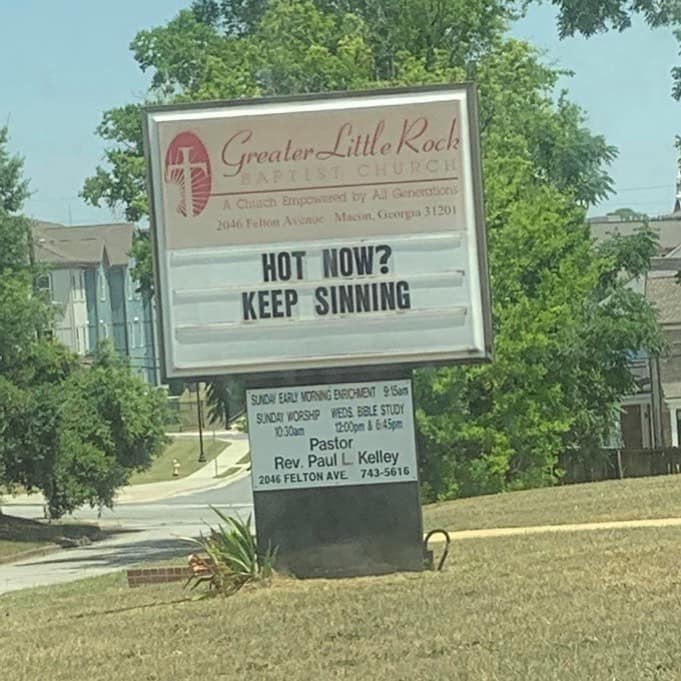 Greater Little Rock
BAPTIST CHURCH
A Church Empowered by All Generations
2046 Felton Avenue Macon, Georgia 31201
HOT NOW?
KEEP SINNING
SUNDAY EARLY MORNING ENRICHMENT 9:15am
SUNDAY WORSHIP WEDS. BIBLE STUDY
10:30am 12:00pm & 6:45pm
Pastor
Rev. Paul L. Kelley
2046 FELTON AVE. 743-5616